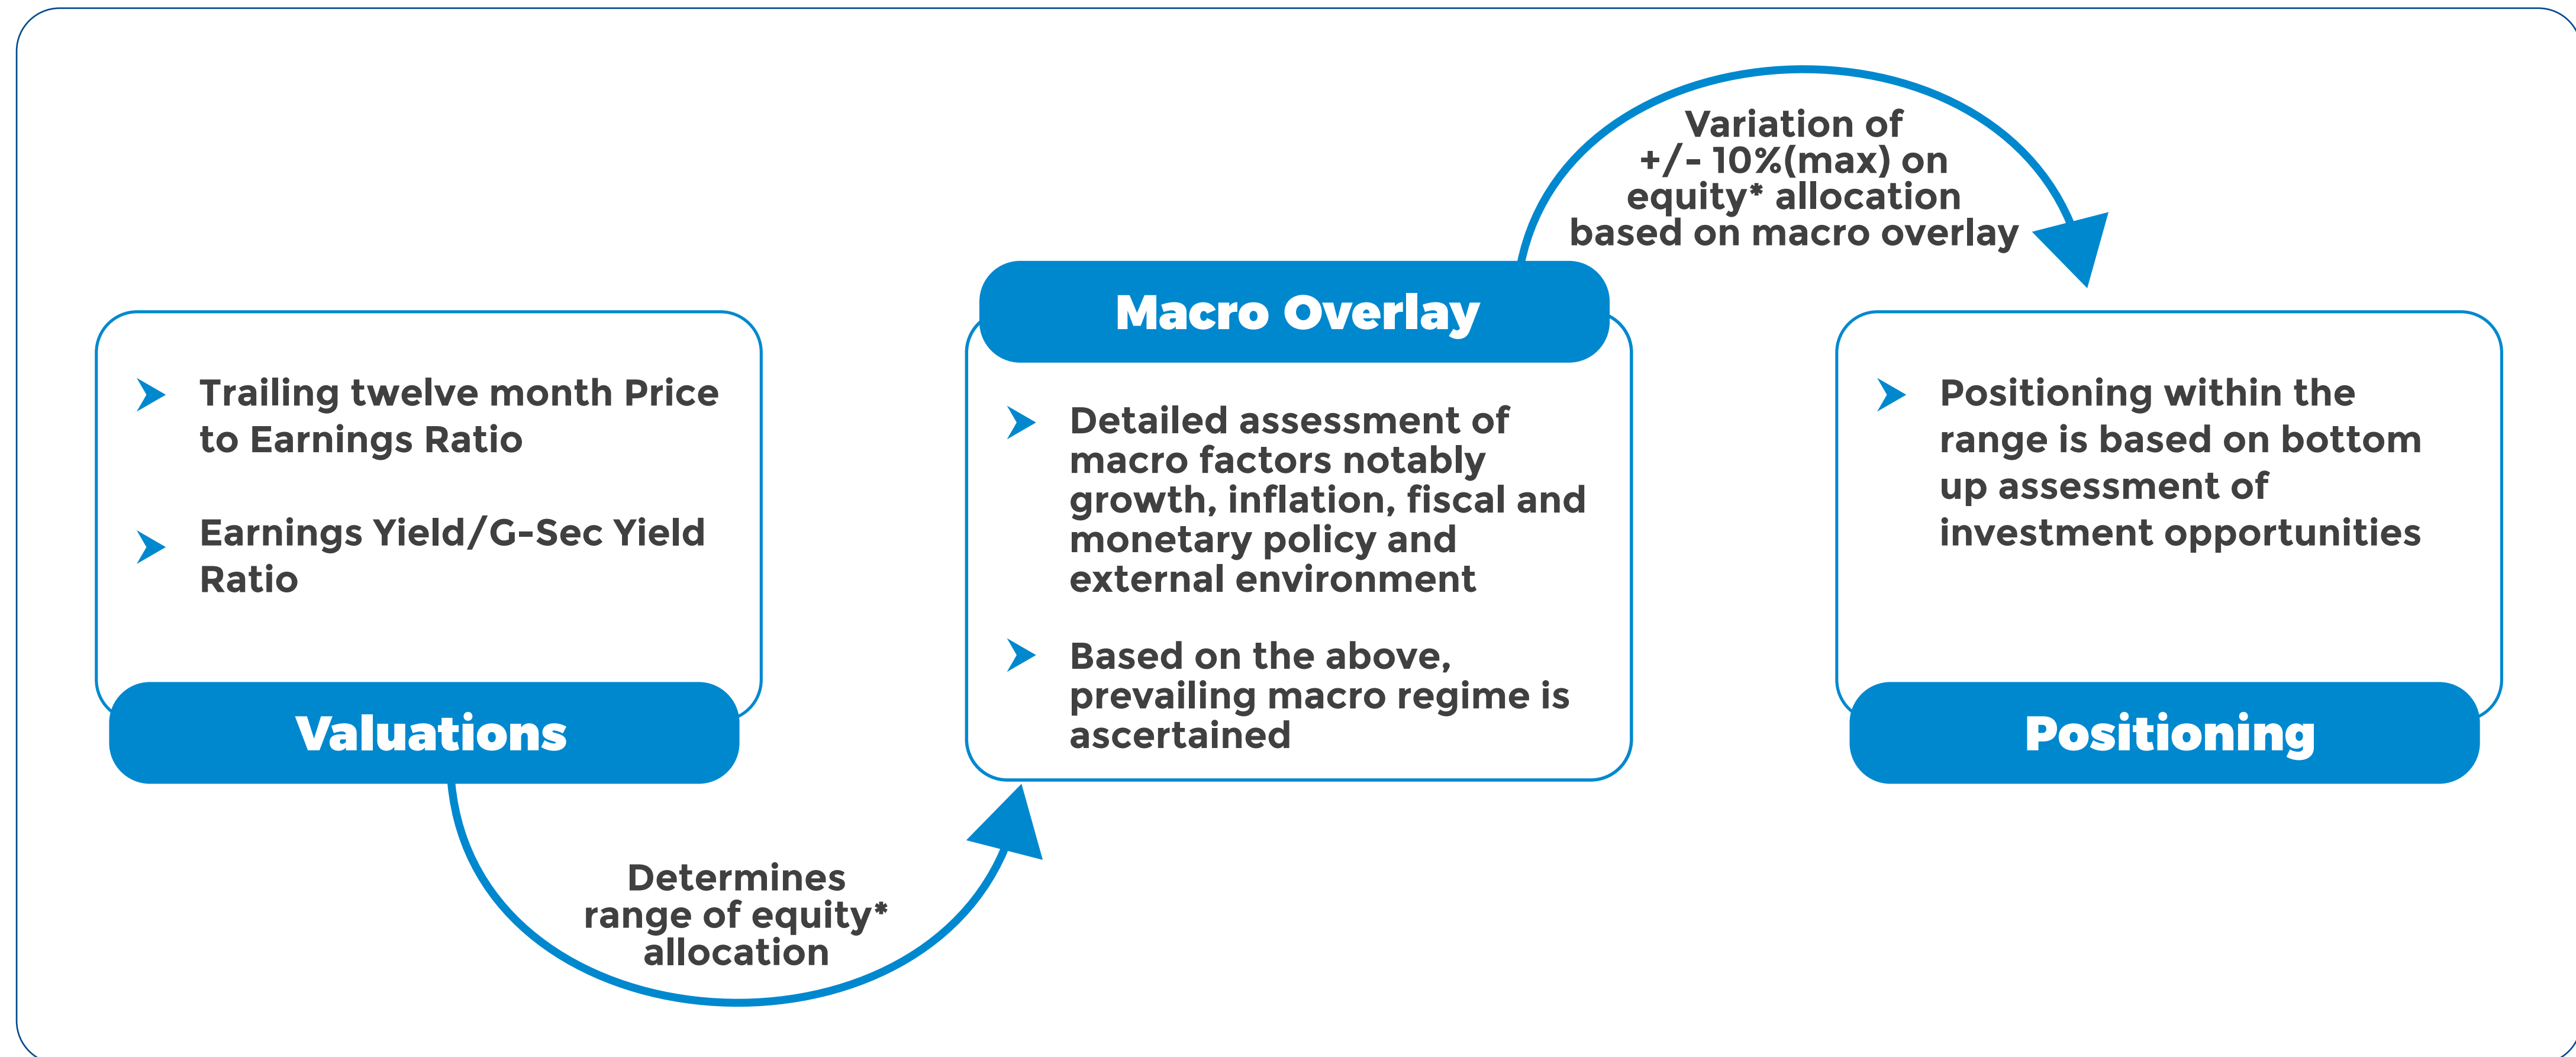 Trailing twelve month Price
to Earnings Ratio
Earnings Yield/G-Sec Yield
Ratio
Valuations
Determines
range of equity*
allocation
Macro Overlay
Detailed assessment of
macro factors notably
growth, inflation, fiscal and
monetary policy and
external environment
Based on the above,
prevailing macro regime is
ascertained
Variation of
+/- 10%(max) on
equity* allocation
based on macro overlay
Positioning within the
range is based on bottom
up assessment of
investment opportunities
Positioning